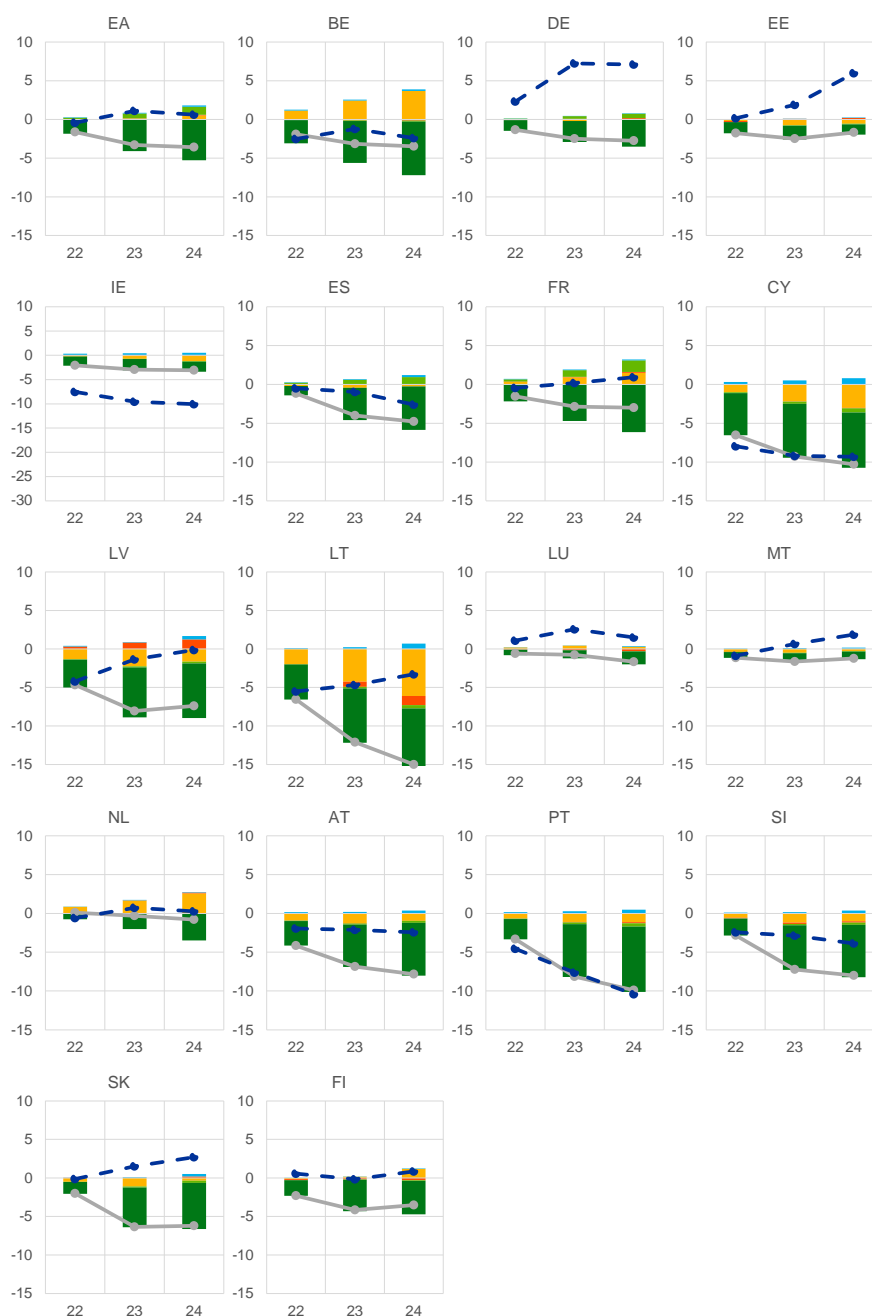 EA BE DE EE
10 10 10 10
5 5 5 5
0 0 0 0
-5 -5 -5 -5
-10 -10 -10 -10
-15 -15 -15 -15
22 23 24 22 23 24 22 23 24 22 23 24
IE ES FR CY
10 10 10 10
5 5 5 5
0
-5 0 0 0
-10
-15 -5 -5 -5
-20
-25 -10 -10 -10
-30 -15 -15 -15
22 23 24 22 23 24 22 23 24 22 23 24
LV LT LU MT
10 10 10 10
5 5 5 5
0 0 0 0
-5 -5 -5 -5
-10 -10 -10 -10
-15 -15 -15 -15
22 23 24 22 23 24 22 23 24 22 23 24
NL AT PT SI
10 10 10 10
5 5 5 5
0 0 0 0
-5 -5 -5 -5
-10 -10 -10 -10
-15 -15 -15 -15
22 23 24 22 23 24 22 23 24 22 23 24
SK FI
10 10
5 5
0 0
-5 -5
-10 -10
-15 -15
22 23 24 22 23 24